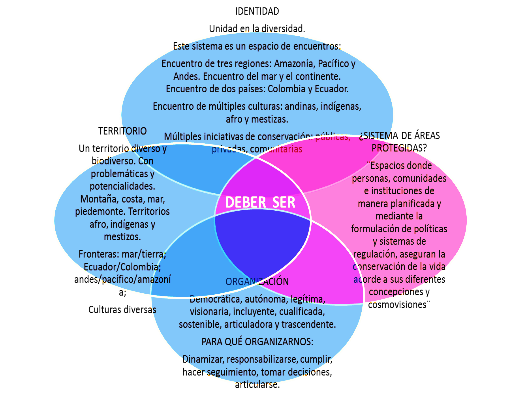 IDENTIDAD
Unidad en la diversidad.
Este sistema es un espacio de encuentros:
Encuentro de tres regiones: Amazonía, Pacífico y
Andes. Encuentro del mar y el continente.
Encuentro de dos países: Colombia y Ecuador.
Encuentro de múltiples culturas: andinas, indígenas,
afro y mestizas.
Múltiples iniciativas de conservación: públicas,
privadas, comunitarias
TERRITORIO
Un territorio diverso y
biodiverso. Con
problemáticas y
potencialidades.
Montaña, costa, mar,
piedemonte. Territorios
afro, indígenas y
mestizos.
Fronteras: mar/tierra;
Ecuador/Colombia;
andes/pacífico/amazoní
a;
Culturas diversas
DEBER SER
¿SISTEMA DE ÁREAS
PROTEGIDAS?
¨Espacios donde
personas, comunidades
e instituciones de
manera planificada y
mediante la
formulación de políticas
y sistemas de
regulación, aseguran la
conservación de la vida
acorde a sus diferentes
concepciones y
cosmovisiones¨
ORGANIZACIÓN
Democrática, autónoma, legítima,
visionaria, incluyente, cualificada,
sostenible, articuladora y trascendente.
PARA QUÉ ORGANIZARNOS:
Dinamizar, responsabilizarse, cumplir,
hacer seguimiento, tomar decisiones,
articularse.